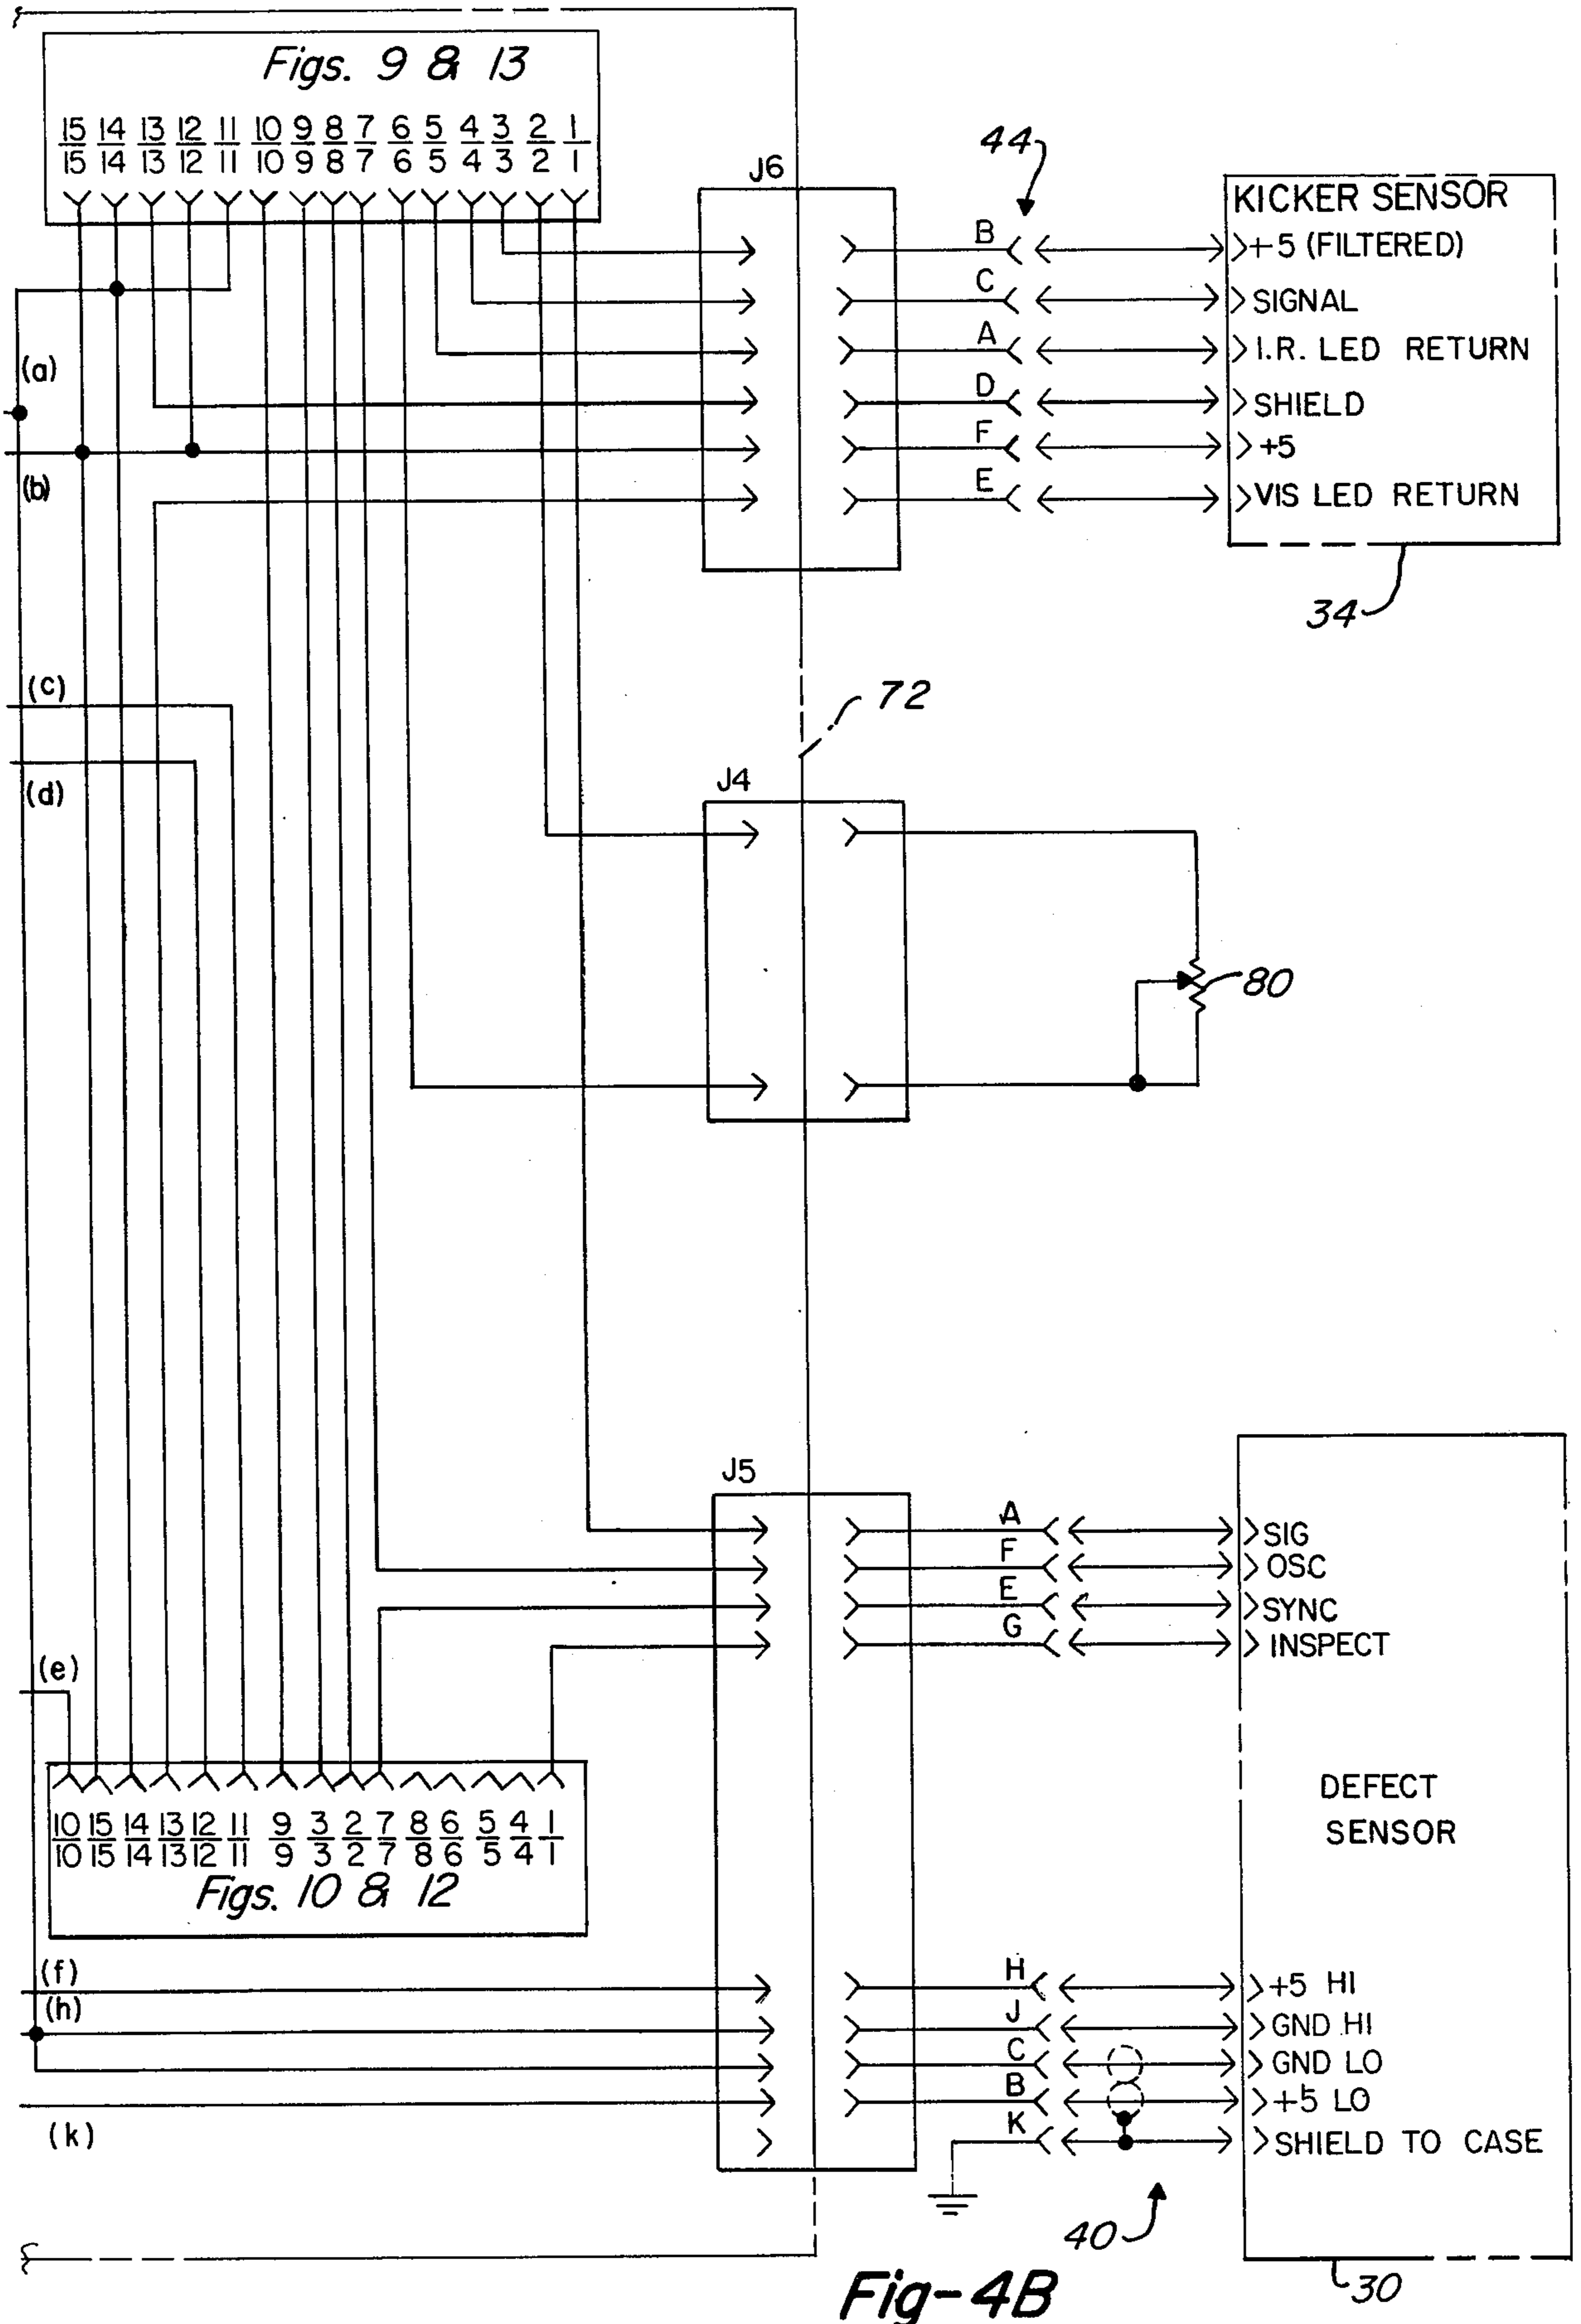 Figs. 9 & 13
15 14 13 12 11 10 9 8 7 6 5 4 3 2 1
15 14 13 12 11 10 9 8 7 6 5 4 3 2 1
J6
44
KICKER SENSOR
B +5 (FILTERED)
C SIGNAL
A I.R. LED RETURN
D SHIELD
F +5
E VIS LED RETURN
34
(a)
(b)
(c)
(d)
72
J4
80
J5
A SIG
F OSC
E SYNC
G INSPECT
(e)
DEFECT
SENSOR
10 15 14 13 12 11 9 3 2 7 8 6 5 4 1
10 15 14 13 12 11 9 3 2 7 8 6 5 4 1
Figs. 10 & 12
(f)
(h)
(k)
H +5 HI
J GND HI
C GND LO
B +5 LO
K SHIELD TO CASE
40
30
Fig-4B